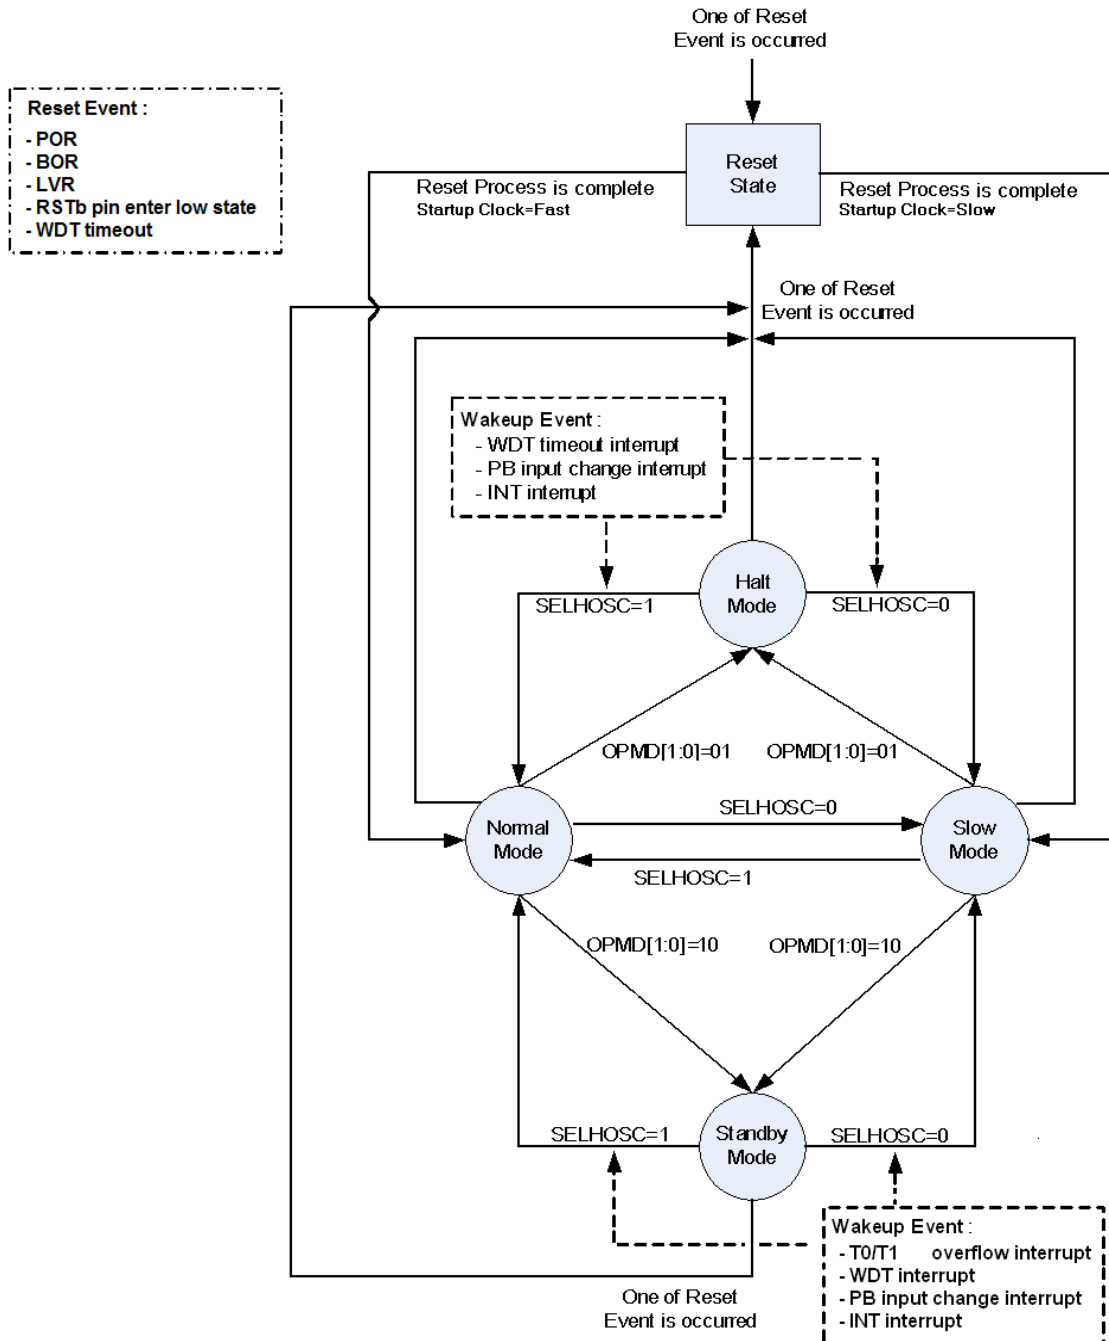 One of Reset
Event is occurred
Reset Event :
- POR
- BOR
- LVR
- RSTb pin enter low state
- WDT timeout
Reset
State
Reset Process is complete
Startup Clock=Fast
Reset Process is complete
Startup Clock=Slow
One of Reset
Event is occurred
Wakeup Event :
- WDT timeout interrupt
- PB input change interrupt
- INT interrupt
Halt
Mode
SELHOSC=1
SELHOSC=0
OPMD[1:0]=01
OPMD[1:0]=01
Normal
Mode
SELHOSC=0
Slow
Mode
SELHOSC=1
OPMD[1:0]=10
OPMD[1:0]=10
SELHOSC=1
Standby
Mode
SELHOSC=0
Wakeup Event :
- T0/T1 overflow interrupt
- WDT interrupt
- PB input change interrupt
- INT interrupt
One of Reset
Event is occurred